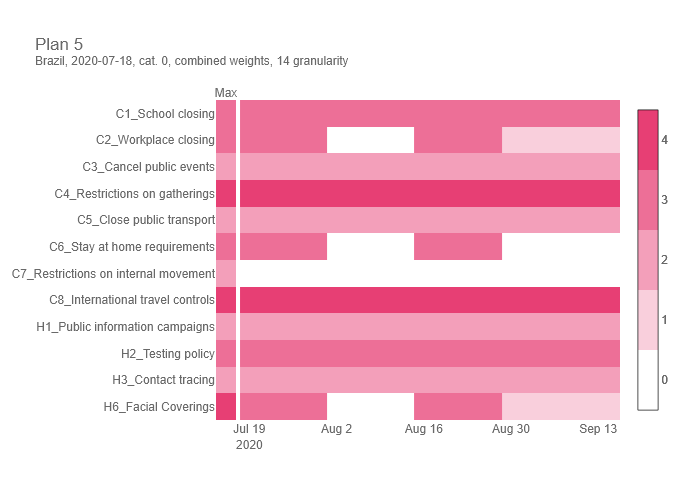 Plan 5
Brazil, 2020-07-18, cat. 0, combined weights, 14 granularity
Max
C1_School closing
C2_Workplace closing
C3_Cancel public events
C4_Restrictions on gatherings
C5_Close public transport
C6_Stay at home requirements
C7_Restrictions on internal movement
C8_International travel controls
H1_Public information campaigns
H2_Testing policy
H3_Contact tracing
H6_Facial Coverings
Jul 19 Aug 2 Aug 16 Aug 30 Sep 13
2020
4
3
2
1
0